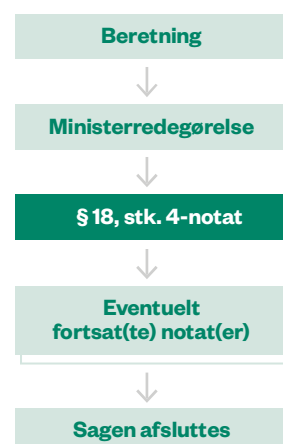 Beretning
Ministerredegørelse
§ 18, stk. 4-notat
Eventuelt
fortsat(te) notat(er)
Sagen afsluttes